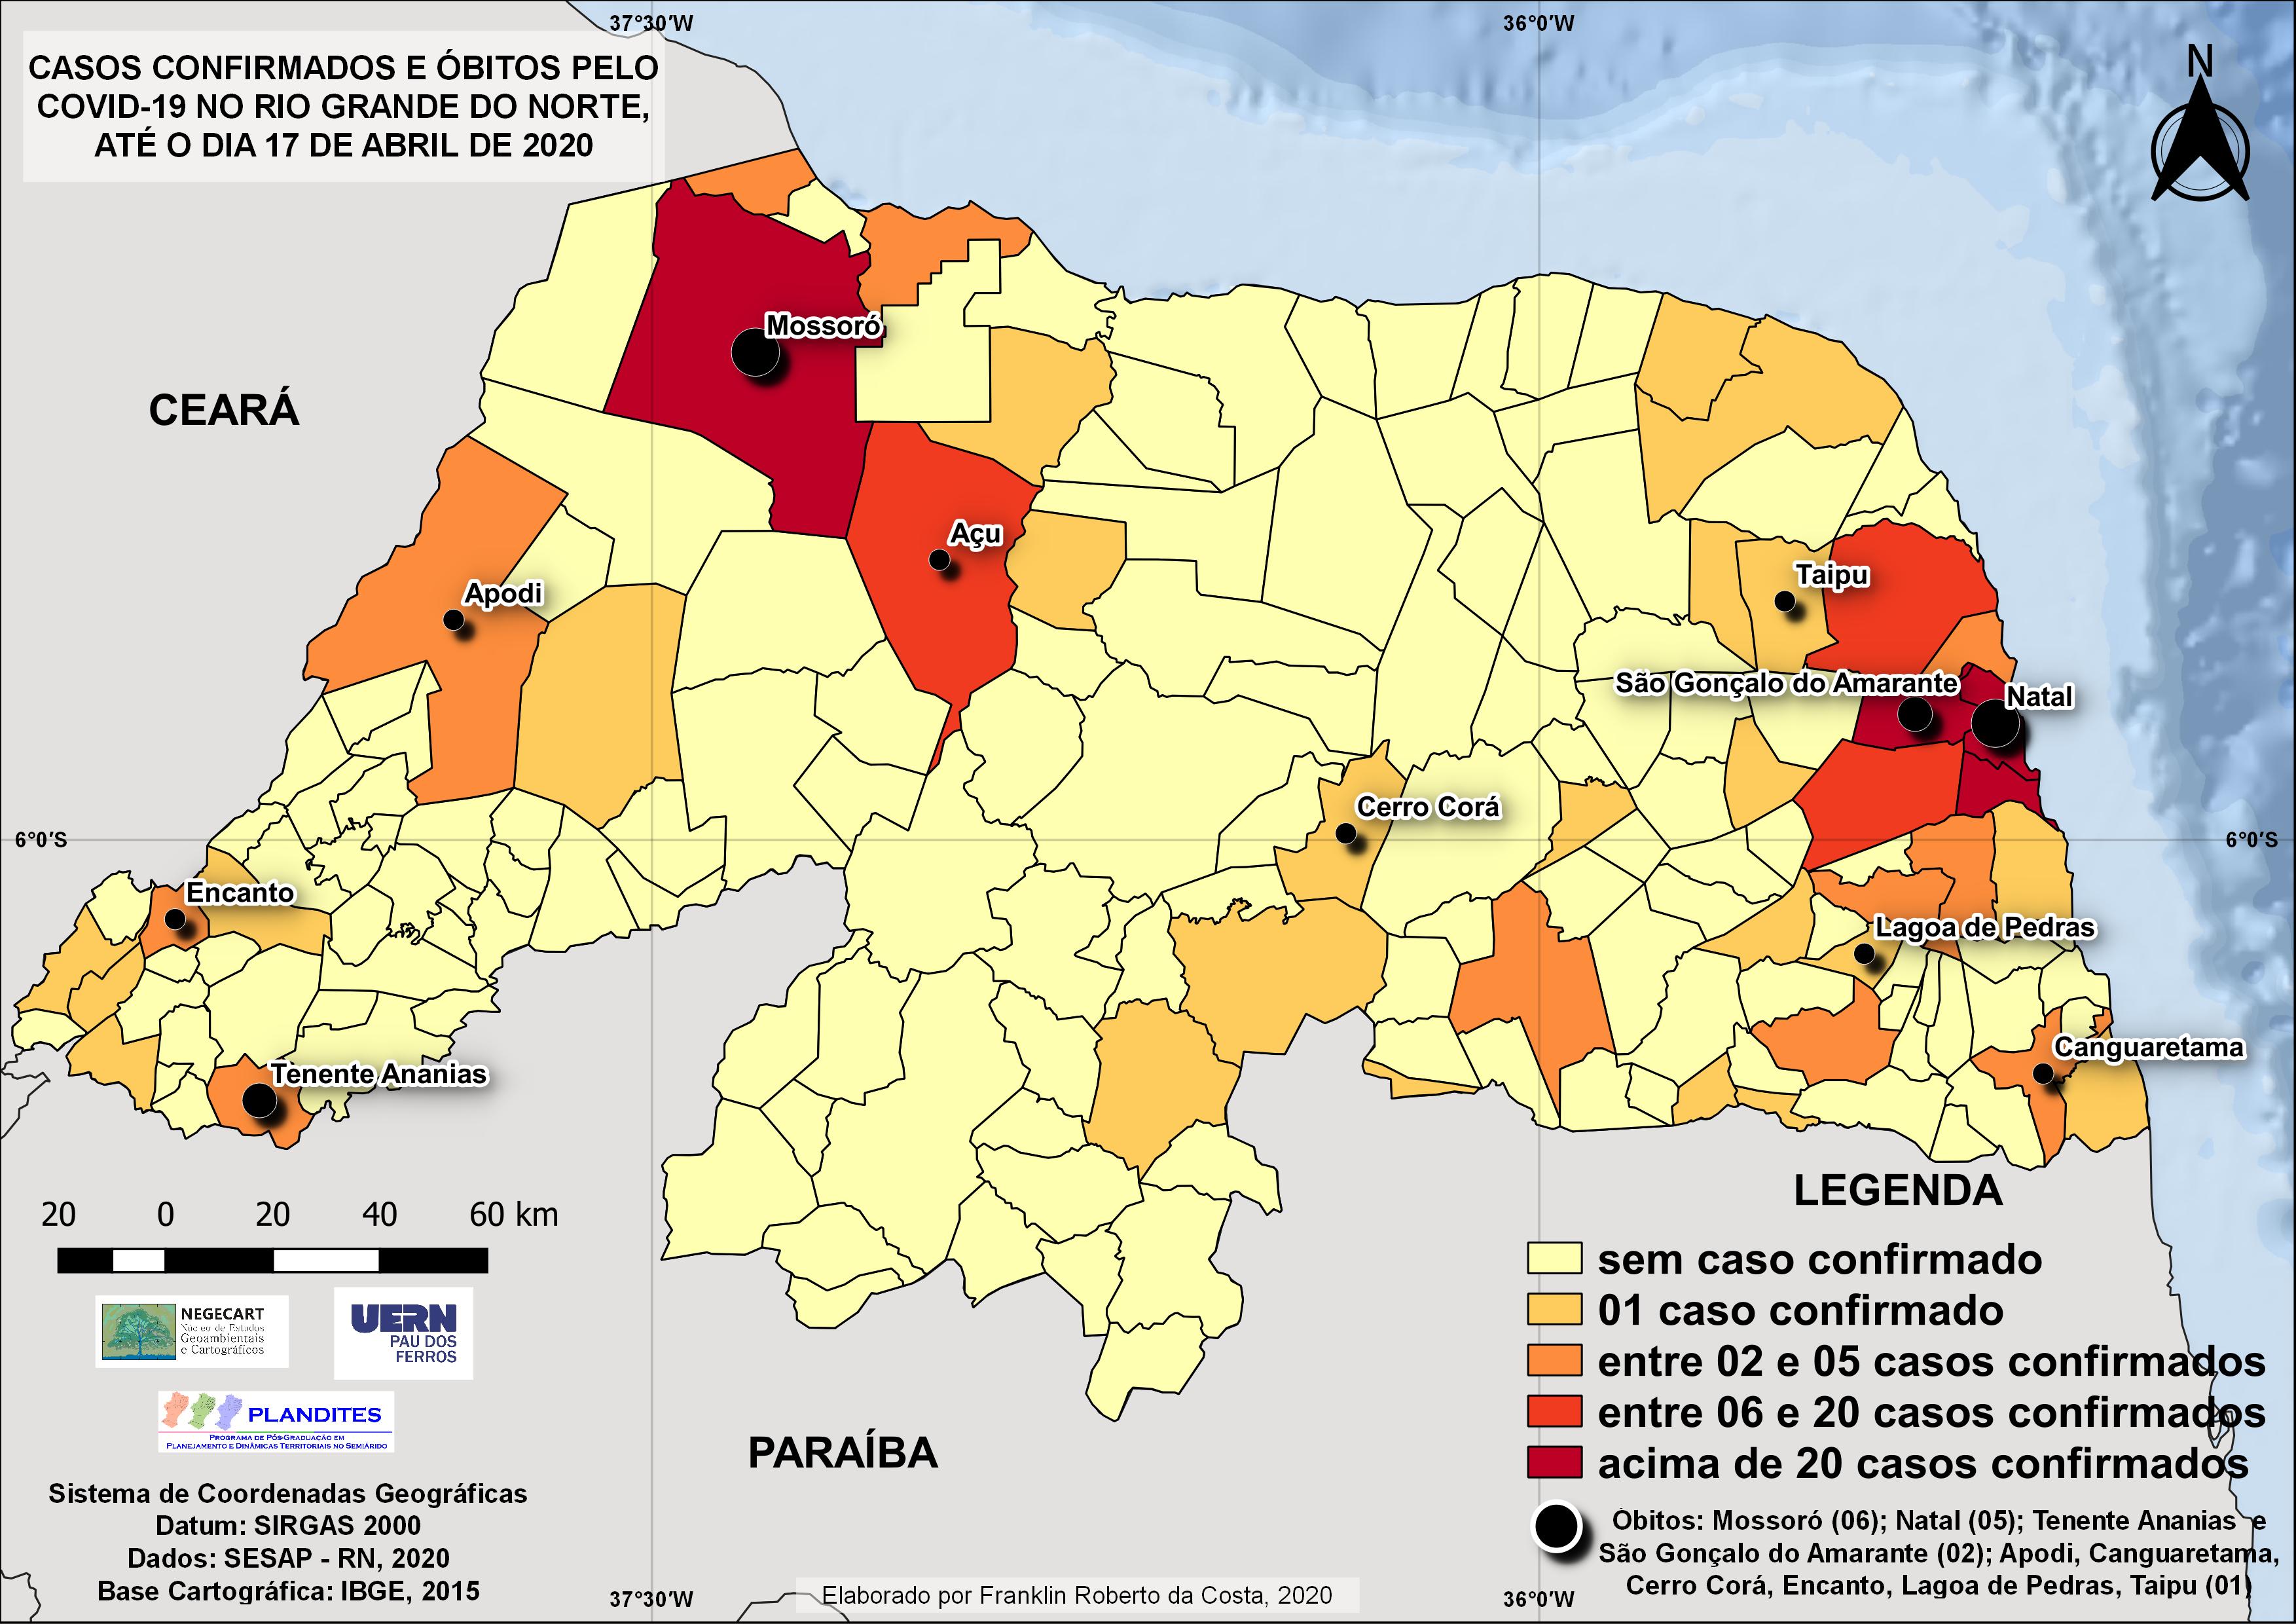 37°30′W
36°0′W
CASOS CONFIRMADOS E ÓBITOS PELO
COVID-19 NO RIO GRANDE DO NORTE,
ATÉ O DIA 17 DE ABRIL DE 2020
N
Mossoró
CEARÁ
Açu
Apodi
Taipu
São Gonçalo do Amarante
Natal
Cerro Corá
6°0′S
6°0′S
Encanto
Lagoa de Pedras
Canguaretama
Tenente Ananias
LEGENDA
20 0 20 40 60 km
sem caso confirmado
01 caso confirmado
entre 02 e 05 casos confirmados
entre 06 e 20 casos confirmados
acima de 20 casos confirmados
Óbitos: Mossoró (06); Natal (05); Tenente Ananias e
São Gonçalo do Amarante (02); Apodi, Canguaretama,
Cerro Corá, Encanto, Lagoa de Pedras, Taipu (01)
NEGECART
Núcleo de Estudos
Geoambientais
e Cartográficos
UERN
PAU DOS
FERROS
PLANDITES
PROGRAMA DE PÓS-GRADUAÇÃO EM
PLANEJAMENTO E DINÂMICAS TERRITORIAIS NO SEMIÁRIDO
PARAÍBA
Sistema de Coordenadas Geográficas
Datum: SIRGAS 2000
Dados: SESAP - RN, 2020
Base Cartográfica: IBGE, 2015
37°30′W
Elaborado por Franklin Roberto da Costa, 2020
36°0′W